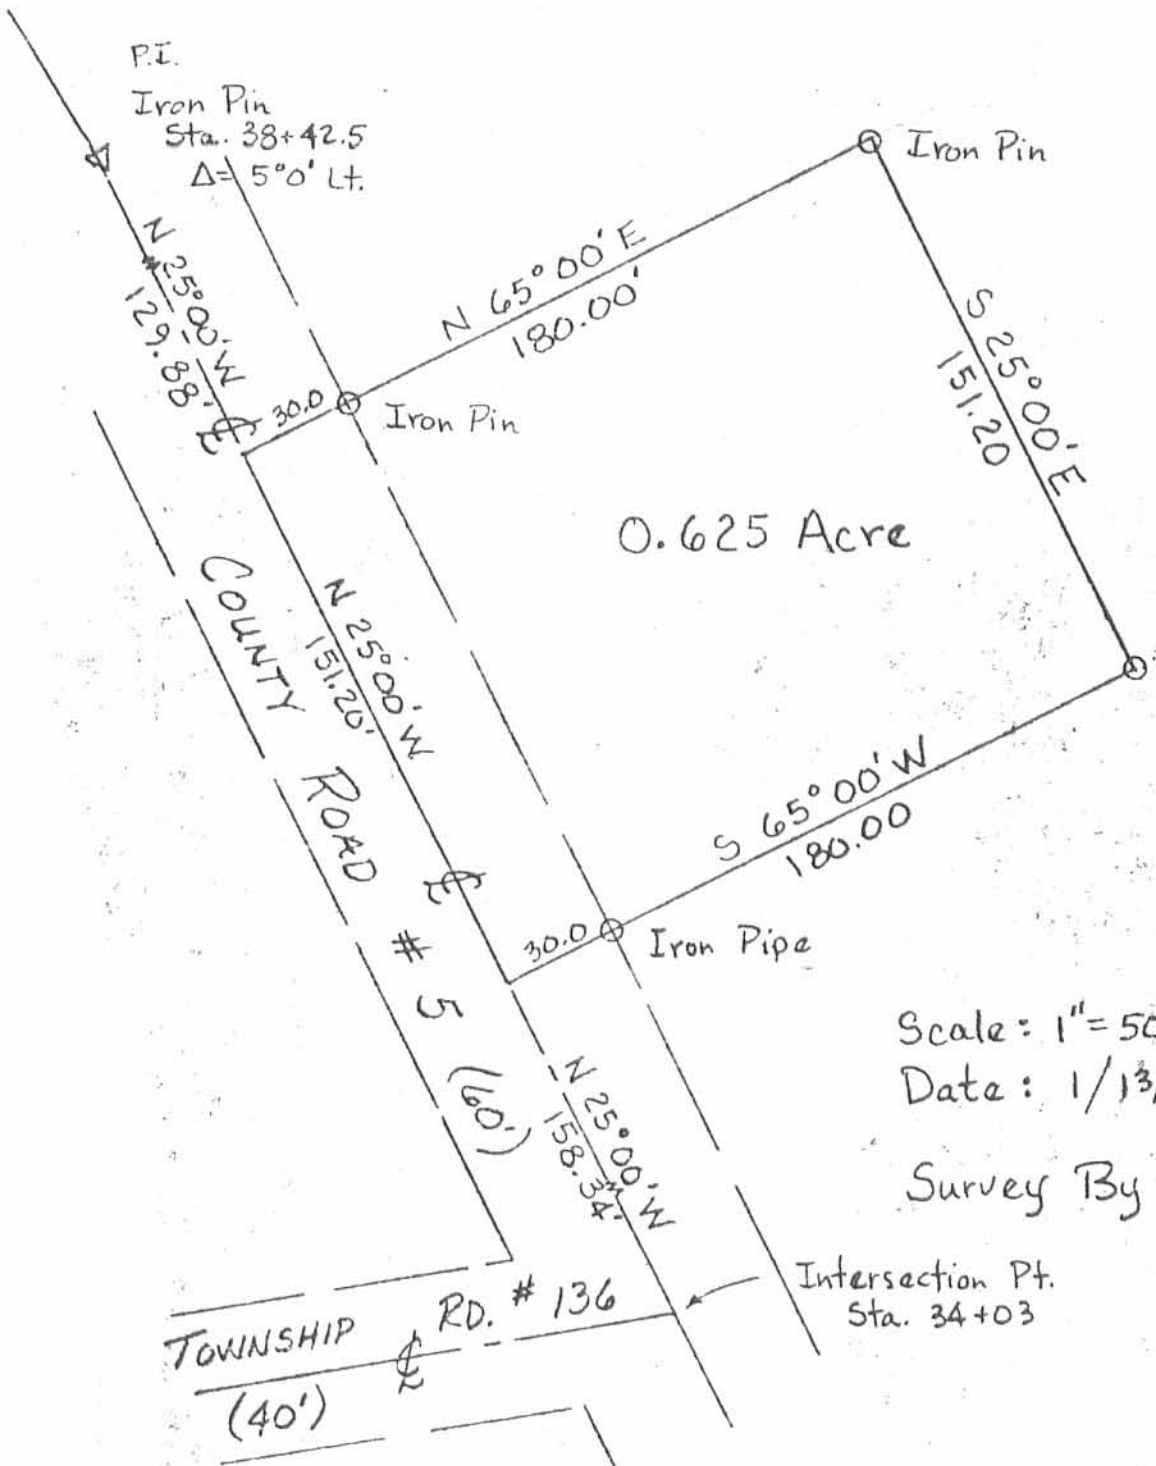 P.I.
Iron Pin
Sta. 38+42.5
Δ= 5°0' Lt.
Iron Pin
N 65°00' E
180.00'
N 25°00' W
129.88'
℄
30.0
Iron Pin
S 25°00' E
151.20
0.625 Acre
COUNTY ROAD # 5 (60')
N 25°00' W
151.20'
℄
S 65°00' W
180.00
30.0
Iron Pipe
Scale: 1"= 50
Date: 1/13/
Survey By
N 25°00' W
158.34'
Intersection Pt.
Sta. 34+03
TOWNSHIP RD. # 136
℄
(40')